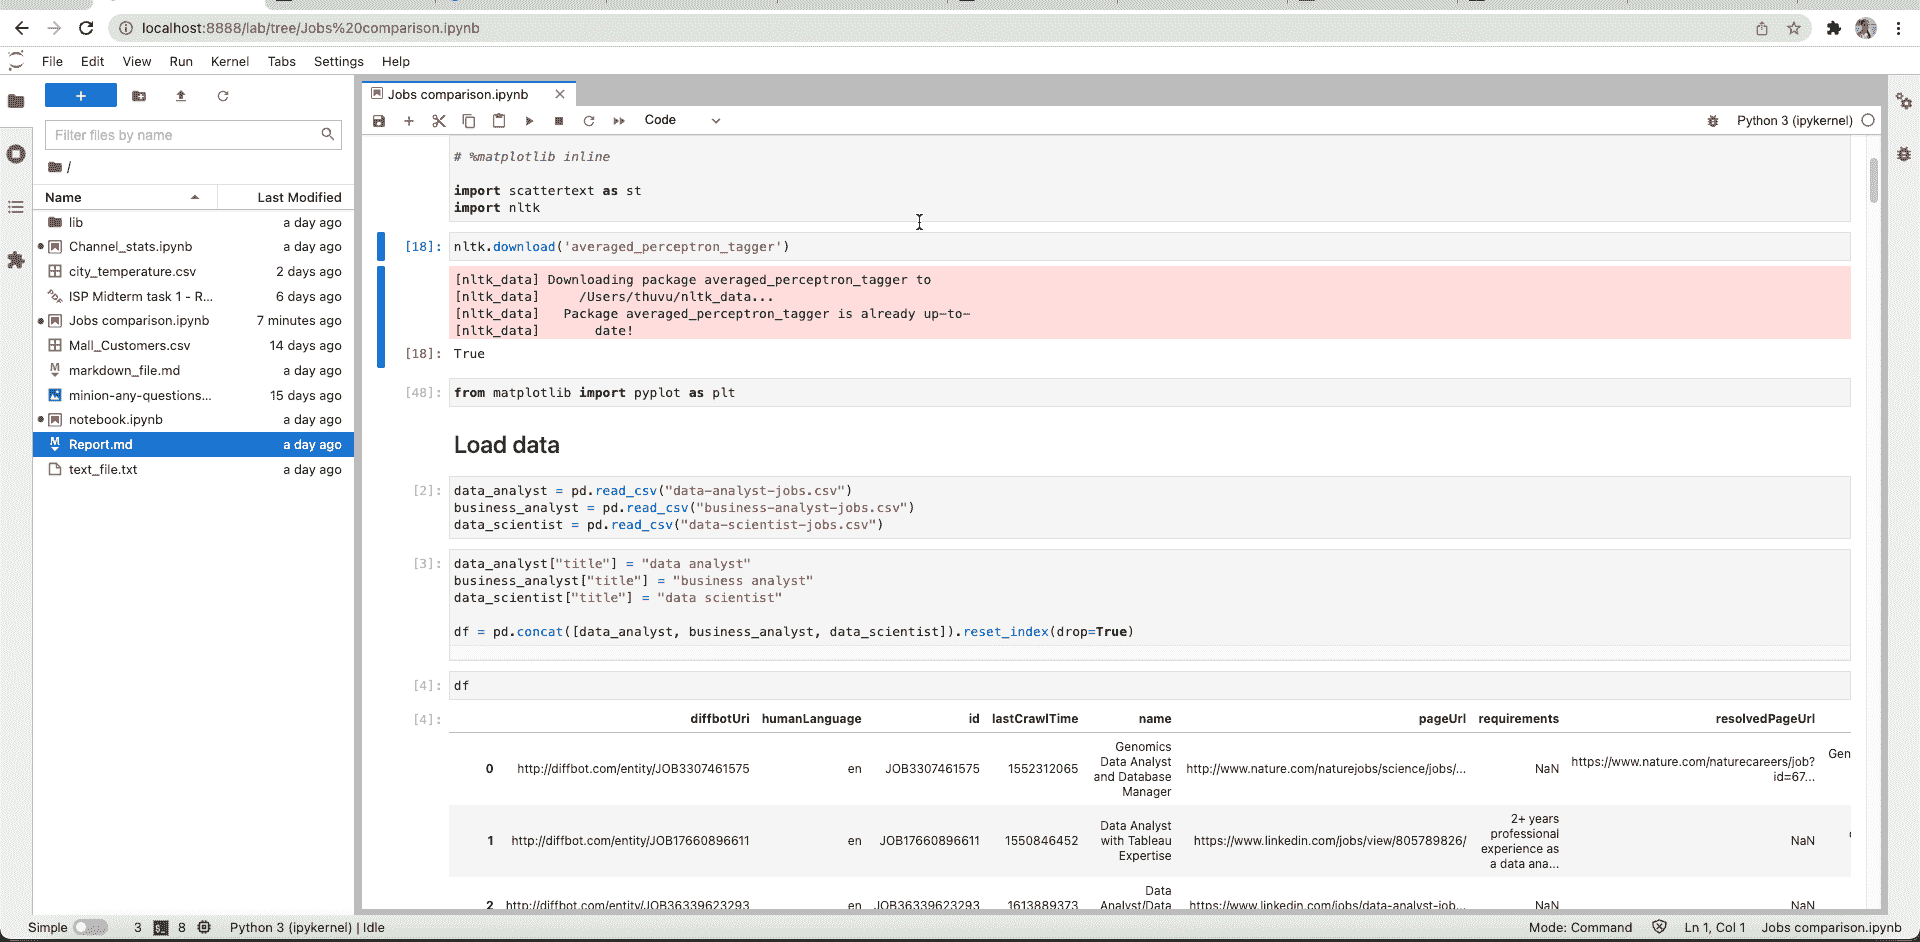 localhost:8888/lab/tree/Jobs%20comparison.ipynb
File Edit View Run Kernel Tabs Settings Help
Jobs comparison.ipynb
Code
Python 3 (ipykernel)
Filter files by name
/
Name Last Modified
lib a day ago
Channel_stats.ipynb a day ago
city_temperature.csv 2 days ago
ISP Midterm task 1 - R... 6 days ago
Jobs comparison.ipynb 7 minutes ago
Mall_Customers.csv 14 days ago
markdown_file.md a day ago
minion-any-questions... 15 days ago
notebook.ipynb a day ago
Report.md a day ago
text_file.txt a day ago
# %matplotlib inline
import scattertext as st
import nltk
[18]: nltk.download('averaged_perceptron_tagger')
[nltk_data] Downloading package averaged_perceptron_tagger to
[nltk_data]     /Users/thuvu/nltk_data...
[nltk_data]   Package averaged_perceptron_tagger is already up-to-
[nltk_data]       date!
[18]: True
[48]: from matplotlib import pyplot as plt
Load data
[2]: data_analyst = pd.read_csv("data-analyst-jobs.csv")
business_analyst = pd.read_csv("business-analyst-jobs.csv")
data_scientist = pd.read_csv("data-scientist-jobs.csv")
[3]: data_analyst["title"] = "data analyst"
business_analyst["title"] = "business analyst"
data_scientist["title"] = "data scientist"
df = pd.concat([data_analyst, business_analyst, data_scientist]).reset_index(drop=True)
[4]: df
[4]: diffbotUri humanLanguage id lastCrawlTime name pageUrl requirements resolvedPageUrl
0 http://diffbot.com/entity/JOB3307461575 en JOB3307461575 1552312065 Genomics Data Analyst and Database Manager http://www.nature.com/naturejobs/science/jobs/... NaN https://www.nature.com/naturecareers/job?id=67... Gen
1 http://diffbot.com/entity/JOB17660896611 en JOB17660896611 1550846452 Data Analyst with Tableau Expertise https://www.linkedin.com/jobs/view/805789826/ 2+ years professional experience as a data ana... NaN
2 http://diffbot.com/entity/JOB36339623293 en JOB36339623293 1613889373 Data Analyst/Data https://www.linkedin.com/jobs/data-analyst-job... NaN NaN
Simple 3 8 Python 3 (ipykernel) | Idle Mode: Command Ln 1, Col 1 Jobs comparison.ipynb